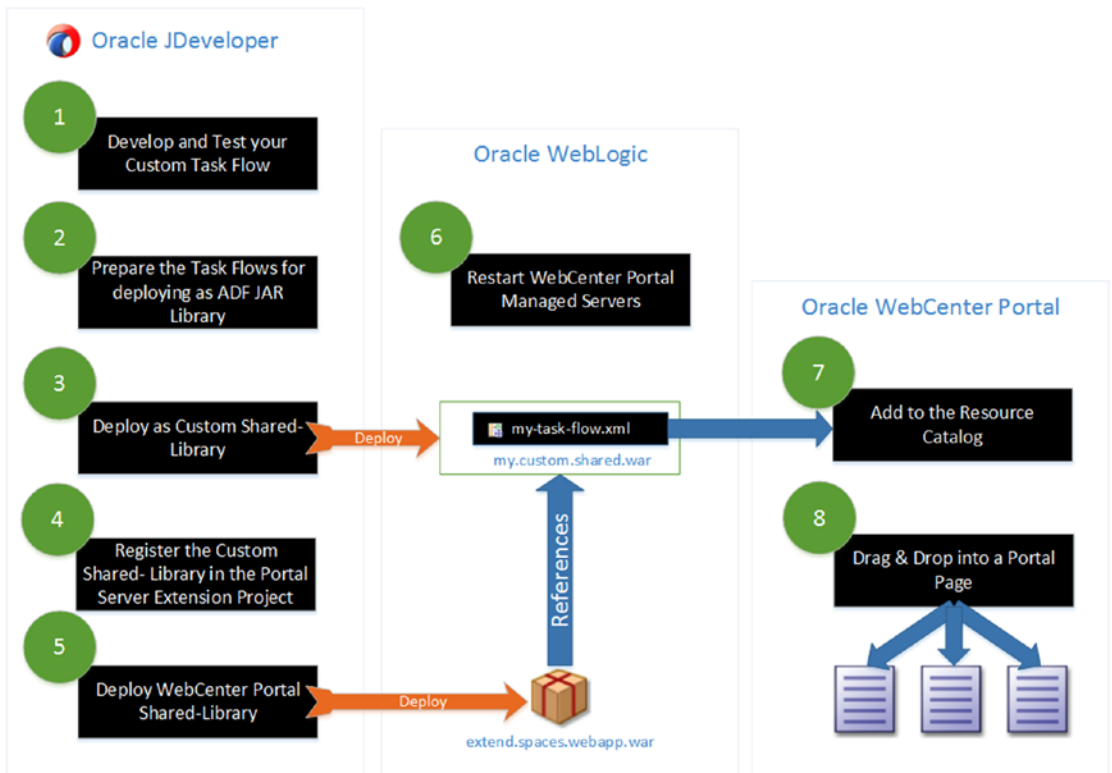 Oracle JDeveloper
1
Develop and Test your
Custom Task Flow
2
Prepare the Task Flows for
deploying as ADF JAR
Library
3
Deploy as Custom Shared-
Library
Deploy
4
Register the Custom
Shared- Library in the Portal
Server Extension Project
5
Deploy WebCenter Portal
Shared-Library
Deploy
Oracle WebLogic
6
Restart WebCenter Portal
Managed Servers
my-task-flow.xml
my.custom.shared.war
References
extend.spaces.webapp.war
Oracle WebCenter Portal
7
Add to the Resource
Catalog
8
Drag & Drop into a Portal
Page